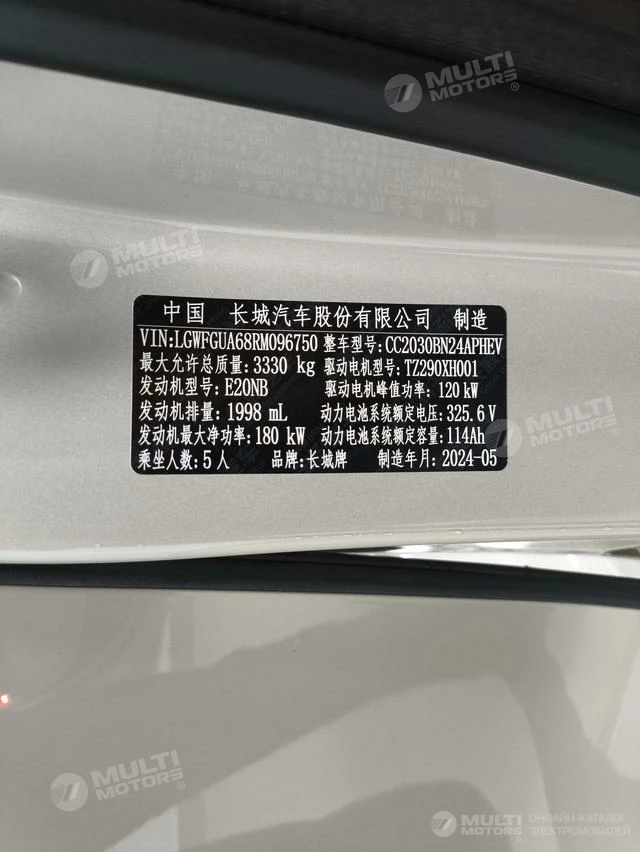 MULTI
MOTORS®
MULTI
MOTORS®
中国 长城汽车股份有限公司 制造
VIN:LGWFGUA68RM096750 整车型号:CC2030BN24APHEV
最大允许总质量:3330 kg 驱动电机型号:TZ290XH001
发动机型号:E20NB 驱动电机峰值功率:120 kW
发动机排量:1998 mL 动力电池系统额定电压:325.6 V
发动机最大净功率:180 kW 动力电池系统额定容量:114Ah
乘坐人数:5人 品牌:长城牌 制造年月:2024-05
MULTI
MOTORS®
MULTI
MOTORS®
ОНЛАЙН-КАТАЛОГ
ЭЛЕКТРОМОБИЛЕЙ